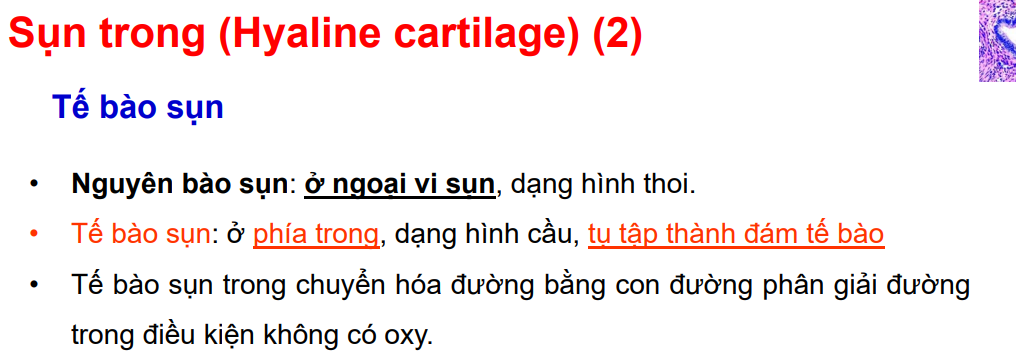 Sụn trong (Hyaline cartilage) (2)
Tế bào sụn
• Nguyên bào sụn: ở ngoại vi sụn, dạng hình thoi.
• Tế bào sụn: ở phía trong, dạng hình cầu, tụ tập thành đám tế bào
• Tế bào sụn trong chuyển hóa đường bằng con đường phân giải đường
trong điều kiện không có oxy.